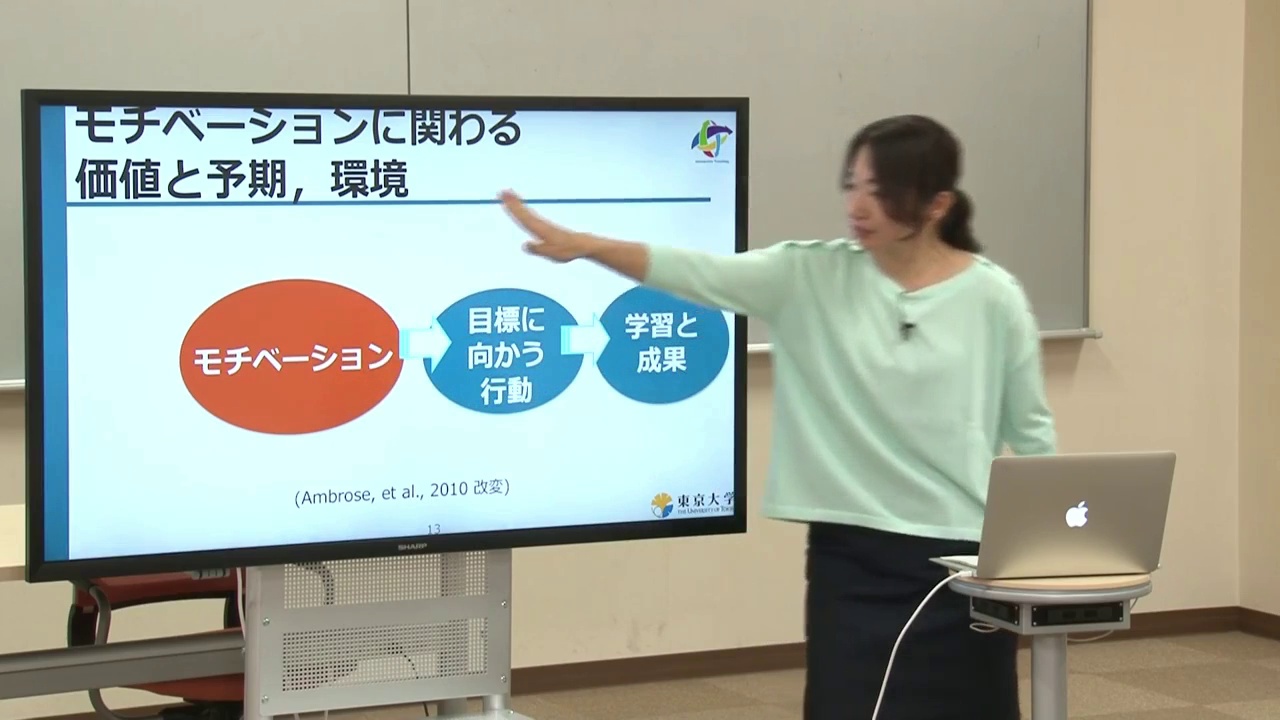 モチベーションに関わる
価値と予期，環境
モチベーション
目標に
向かう
行動
学習と
成果
(Ambrose, et al., 2010 改変)
東京大学
13
SHARP